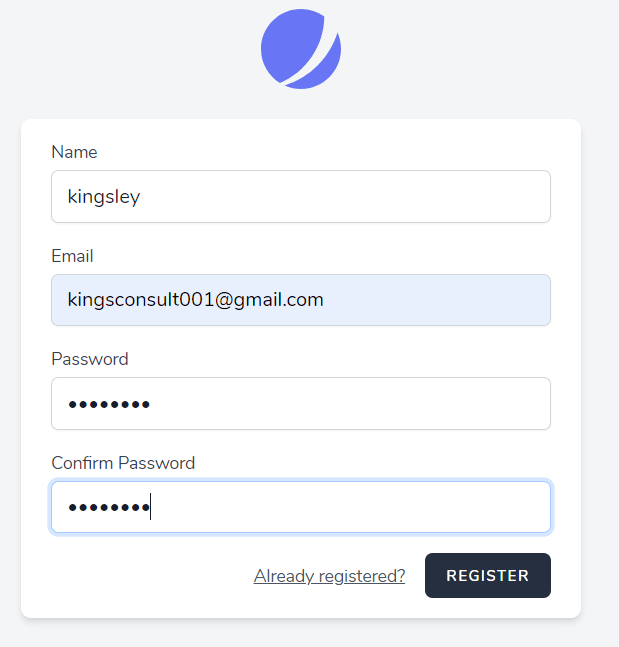 Name
kingsley
Email
kingsconsult001@gmail.com
Password
••••••••
Confirm Password
••••••••
Already registered? REGISTER